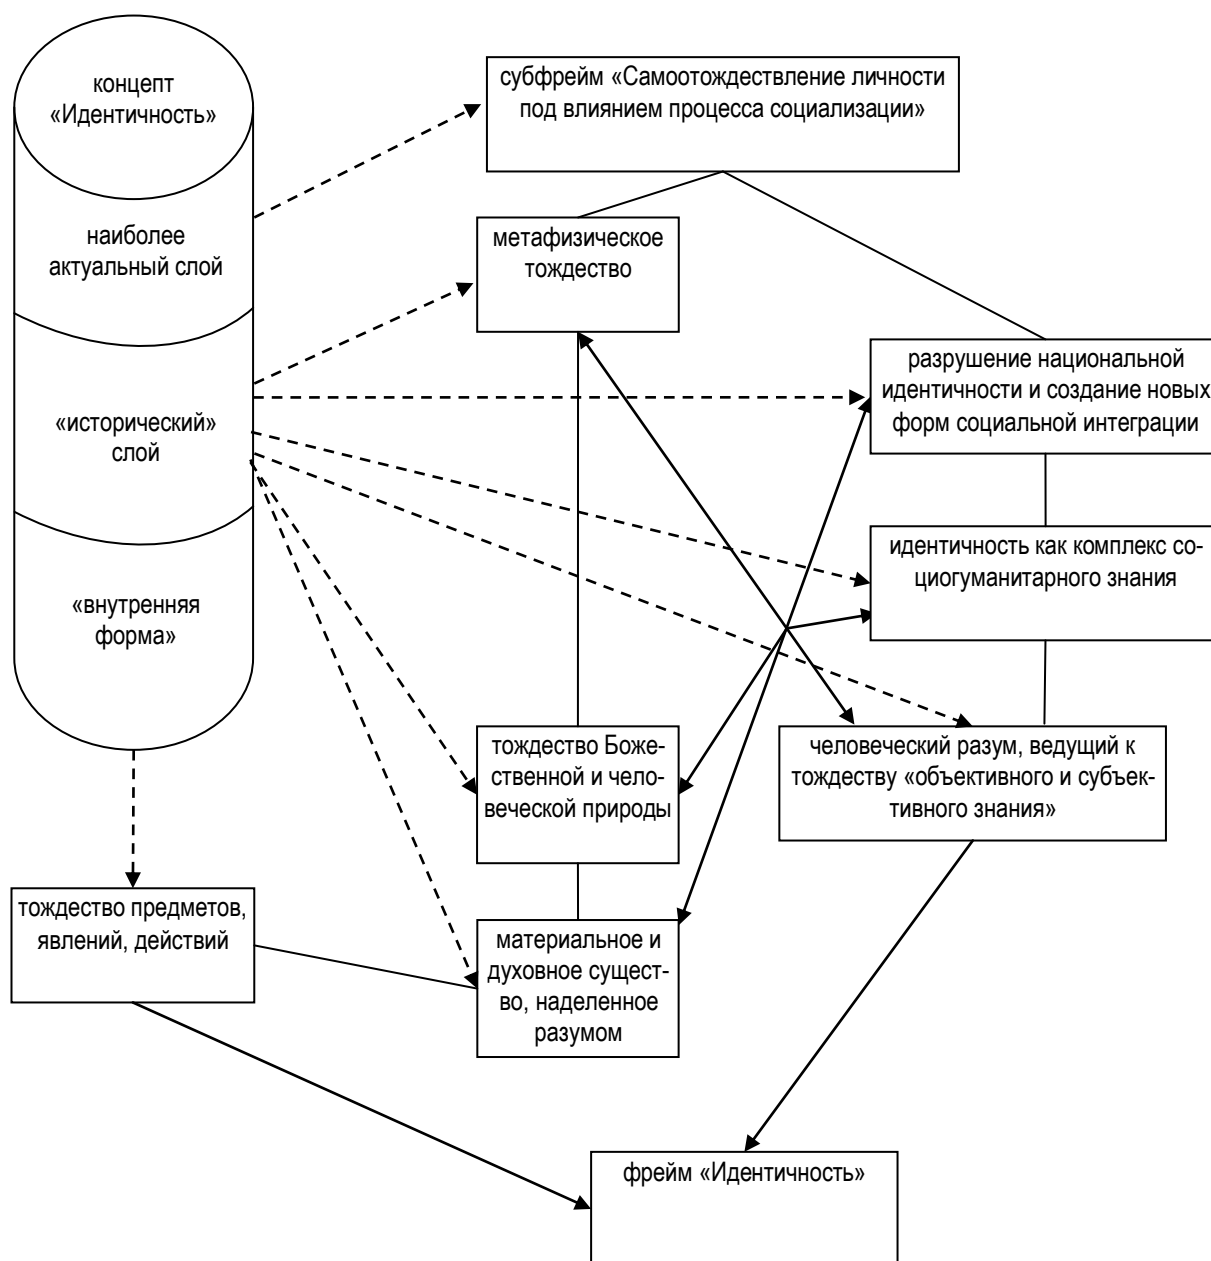 концепт
«Идентичность»
наиболее
актуальный слой
«исторический»
слой
«внутренняя
форма»
субфрейм «Самоотождествление личности
под влиянием процесса социализации»
метафизическое
тождество
разрушение национальной
идентичности и создание новых
форм социальной интеграции
идентичность как комплекс со-
циогуманитарного знания
тождество Боже-
ственной и чело-
веческой природы
человеческий разум, ведущий к
тождеству «объективного и субъек-
тивного знания»
тождество предметов,
явлений, действий
материальное и
духовное сущест-
во, наделенное
разумом
фрейм «Идентичность»